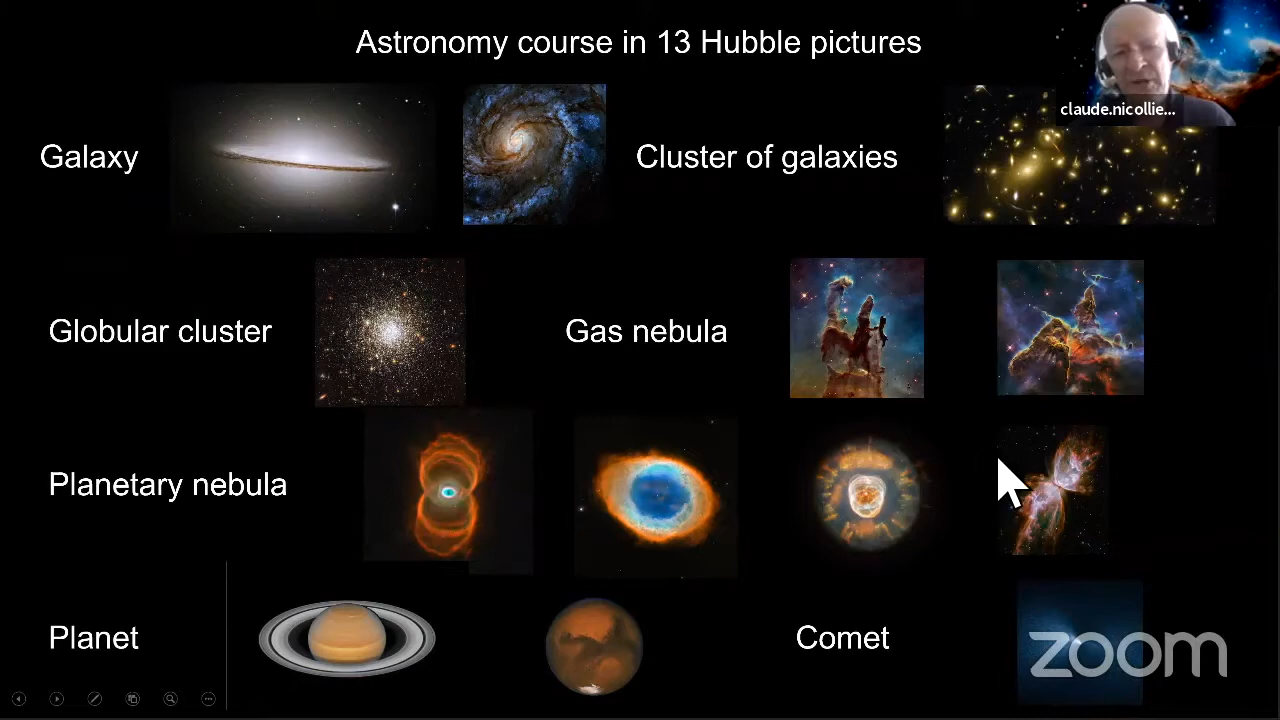 Astronomy course in 13 Hubble pictures
claude.nicollie...
Galaxy
Cluster of galaxies
Globular cluster
Gas nebula
Planetary nebula
Planet
Comet
zoom